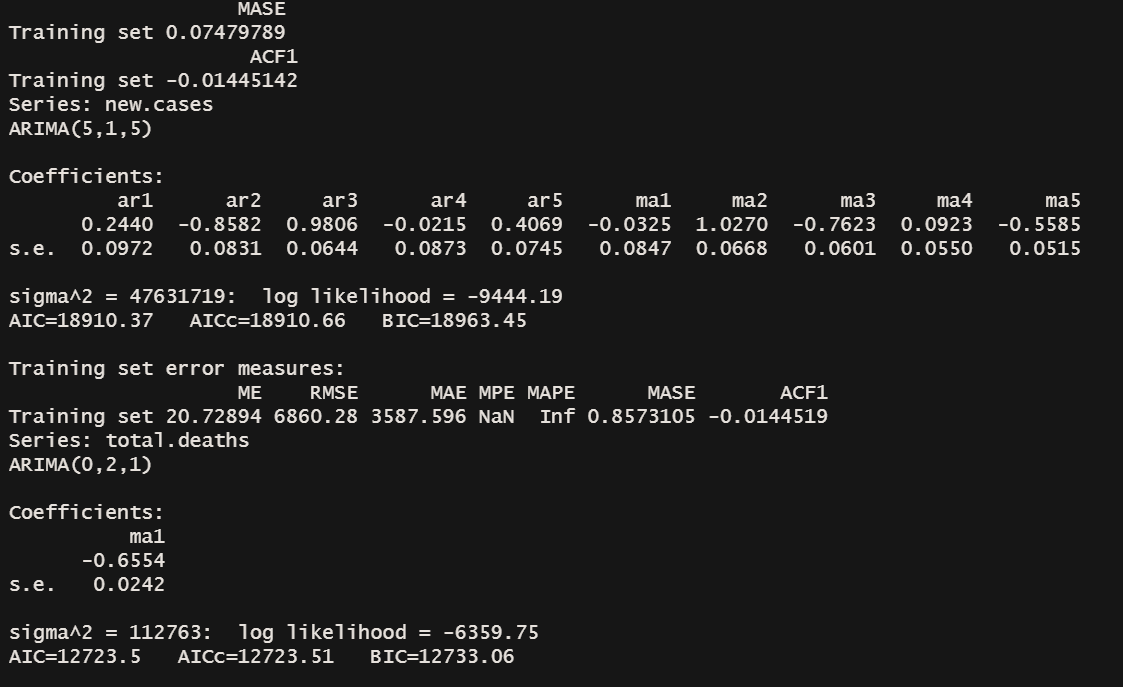 MASE
Training set 0.07479789
ACF1
Training set -0.01445142
Series: new.cases
ARIMA(5,1,5)
Coefficients:
ar1 ar2 ar3 ar4 ar5 ma1 ma2 ma3 ma4 ma5
0.2440 -0.8582 0.9806 -0.0215 0.4069 -0.0325 1.0270 -0.7623 0.0923 -0.5585
s.e. 0.0972 0.0831 0.0644 0.0873 0.0745 0.0847 0.0668 0.0601 0.0550 0.0515
sigma^2 = 47631719: log likelihood = -9444.19
AIC=18910.37 AICc=18910.66 BIC=18963.45
Training set error measures:
ME RMSE MAE MPE MAPE MASE ACF1
Training set 20.72894 6860.28 3587.596 NaN Inf 0.8573105 -0.0144519
Series: total.deaths
ARIMA(0,2,1)
Coefficients:
ma1
-0.6554
s.e. 0.0242
sigma^2 = 112763: log likelihood = -6359.75
AIC=12723.5 AICc=12723.51 BIC=12733.06